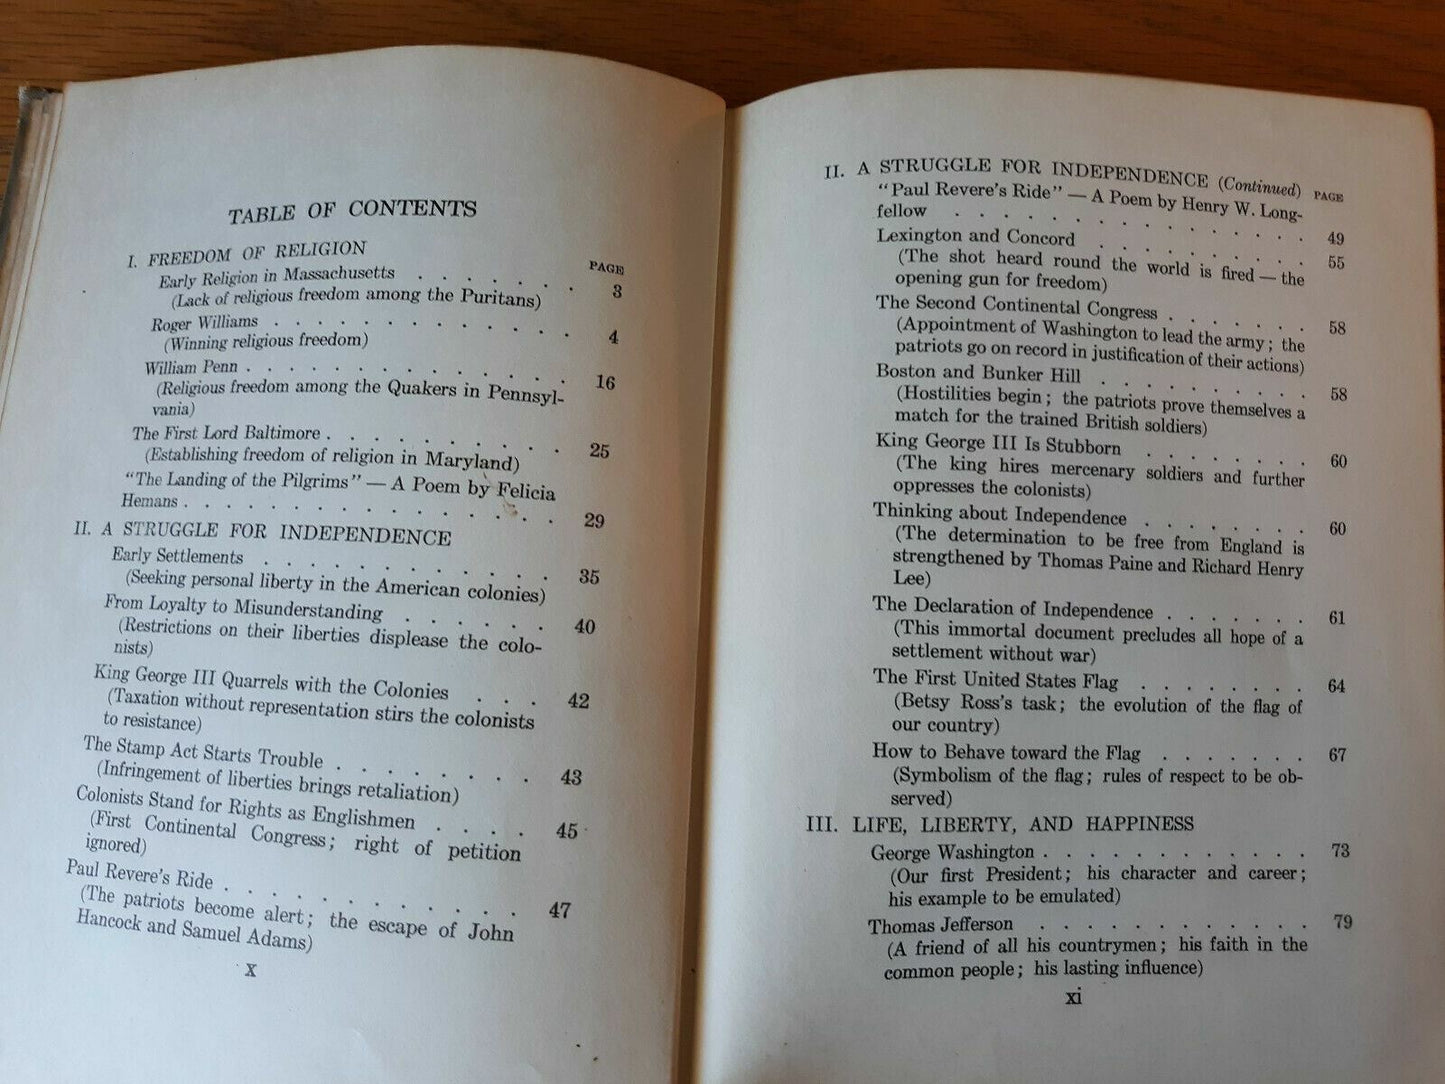 TABLE OF CONTENTS
I. FREEDOM OF RELIGION
PAGE
Early Religion in Massachusetts . . . . . . 3
(Lack of religious freedom among the Puritans)
Roger Williams . . . . . . . . . . . 4
(Winning religious freedom)
William Penn . . . . . . . . . . . . 16
(Religious freedom among the Quakers in Pennsyl-
vania)
The First Lord Baltimore . . . . . . . . . 25
(Establishing freedom of religion in Maryland)
"The Landing of the Pilgrims" — A Poem by Felicia
Hemans . . . . . . . . . . . . . . 29
II. A STRUGGLE FOR INDEPENDENCE
Early Settlements . . . . . . . . . . . 35
(Seeking personal liberty in the American colonies)
From Loyalty to Misunderstanding . . . . . . 40
(Restrictions on their liberties displease the colo-
nists)
King George III Quarrels with the Colonies . . . 42
(Taxation without representation stirs the colonists
to resistance)
The Stamp Act Starts Trouble . . . . . . . . 43
(Infringement of liberties brings retaliation)
Colonists Stand for Rights as Englishmen . . . . 45
(First Continental Congress; right of petition
ignored)
Paul Revere's Ride . . . . . . . . . . . 47
(The patriots become alert; the escape of John
Hancock and Samuel Adams)
x
II. A STRUGGLE FOR INDEPENDENCE (Continued)
PAGE
"Paul Revere's Ride" — A Poem by Henry W. Long-
fellow . . . . . . . . . . . . . . 49
Lexington and Concord . . . . . . . . . 55
(The shot heard round the world is fired — the
opening gun for freedom)
The Second Continental Congress . . . . . . . 58
(Appointment of Washington to lead the army; the
patriots go on record in justification of their actions)
Boston and Bunker Hill . . . . . . . . . 58
(Hostilities begin; the patriots prove themselves a
match for the trained British soldiers)
King George III Is Stubborn . . . . . . . . 60
(The king hires mercenary soldiers and further
oppresses the colonists)
Thinking about Independence . . . . . . . . 60
(The determination to be free from England is
strengthened by Thomas Paine and Richard Henry
Lee)
The Declaration of Independence . . . . . . . 61
(This immortal document precludes all hope of a
settlement without war)
The First United States Flag . . . . . . . . 64
(Betsy Ross's task; the evolution of the flag of
our country)
How to Behave toward the Flag . . . . . . . 67
(Symbolism of the flag; rules of respect to be ob-
served)
III. LIFE, LIBERTY, AND HAPPINESS
George Washington . . . . . . . . . . . . 73
(Our first President; his character and career;
his example to be emulated)
Thomas Jefferson . . . . . . . . . . . . 79
(A friend of all his countrymen; his faith in the
common people; his lasting influence)
xi